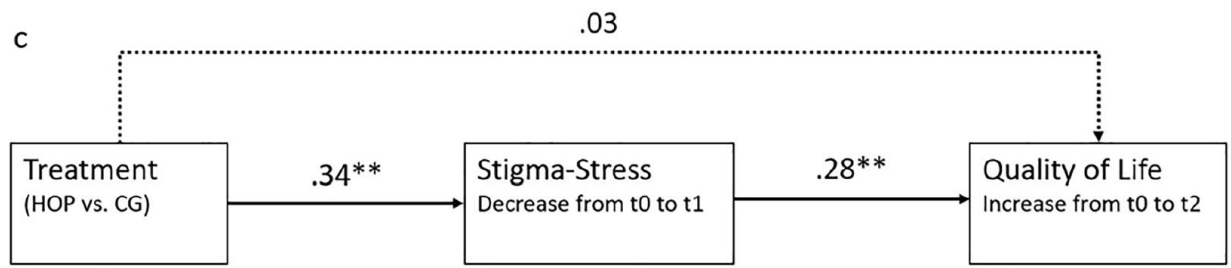 .03
c
Treatment
(HOP vs. CG)
.34**
Stigma-Stress
Decrease from t0 to t1
.28**
Quality of Life
Increase from t0 to t2